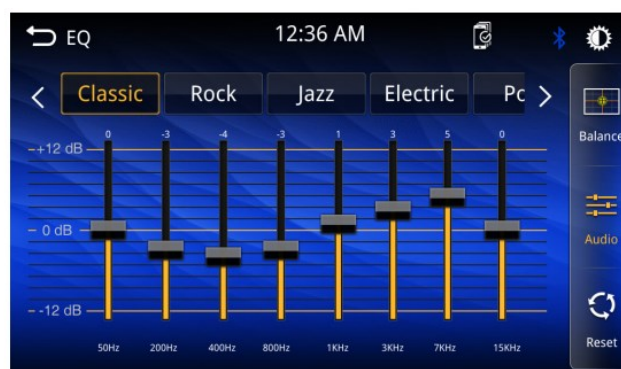 EQ 12:36 AM
Classic Rock Jazz Electric Po
0 -3 -4 -3 1 3 5 0
+12 dB
Balance
0 dB
Audio
-12 dB
50Hz 200Hz 400Hz 800Hz 1KHz 3KHz 7KHz 15KHz
Reset